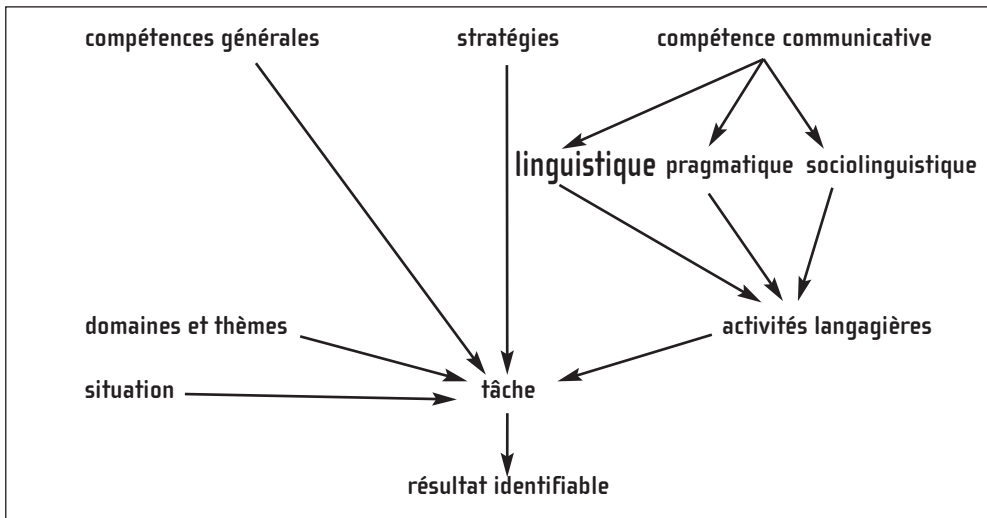 compétences générales stratégies compétence communicative
linguistique pragmatique sociolinguistique
domaines et thèmes activités langagières
situation tâche
résultat identifiable